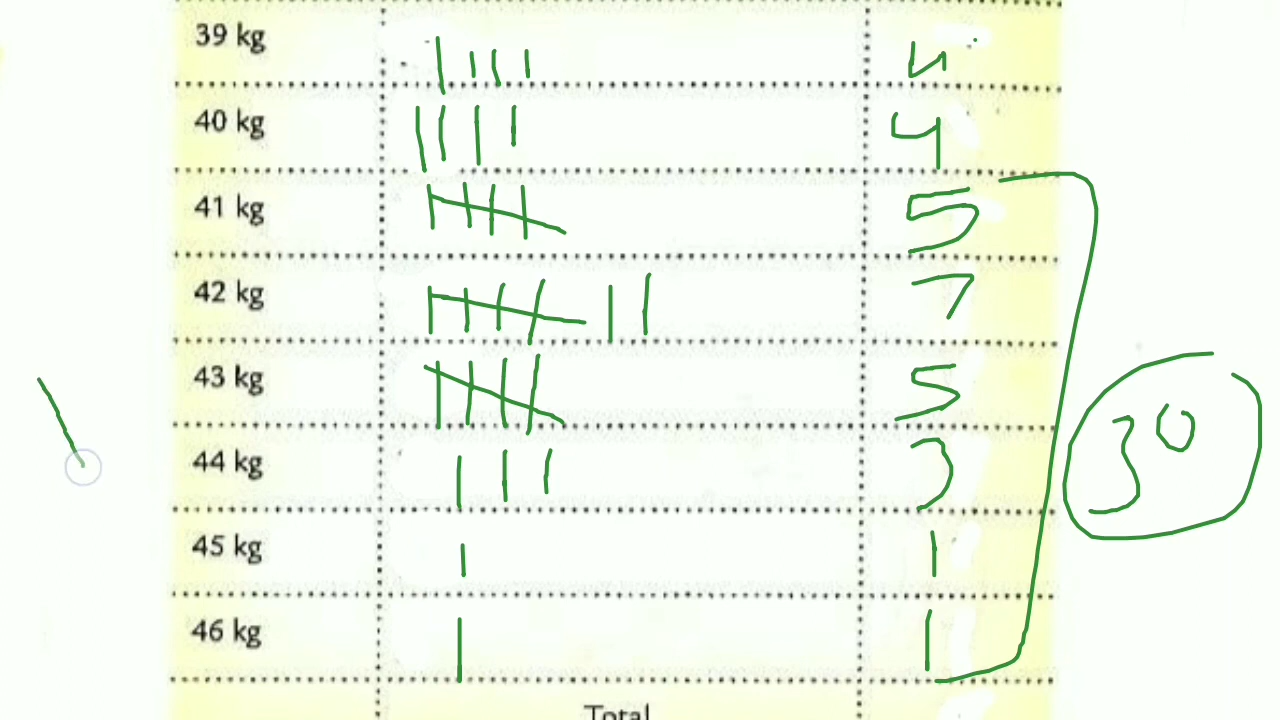 39 kg 4
40 kg 4
41 kg 5
42 kg 7
43 kg 5
44 kg 3
30
45 kg 1
46 kg 1
Total